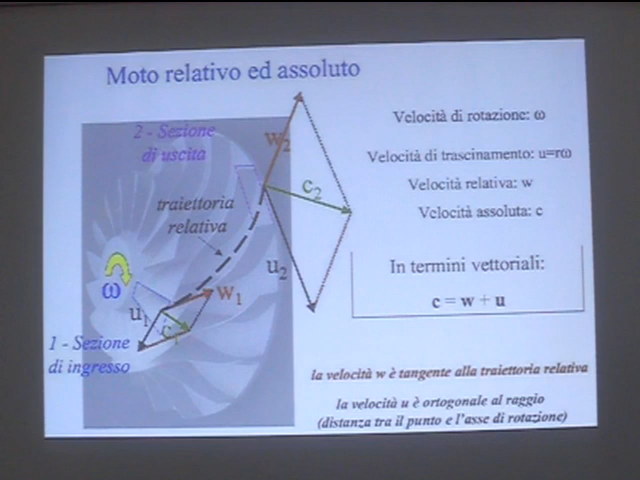 Moto relativo ed assoluto
2 - Sezione
di uscita
w2
c2
traiettoria
relativa
u2
ω
w1
u1
c1
1 - Sezione
di ingresso
Velocità di rotazione: ω
Velocità di trascinamento: u=rω
Velocità relativa: w
Velocità assoluta: c
In termini vettoriali:
c = w + u
la velocità w è tangente alla traiettoria relativa
la velocità u è ortogonale al raggio
(distanza tra il punto e l'asse di rotazione)